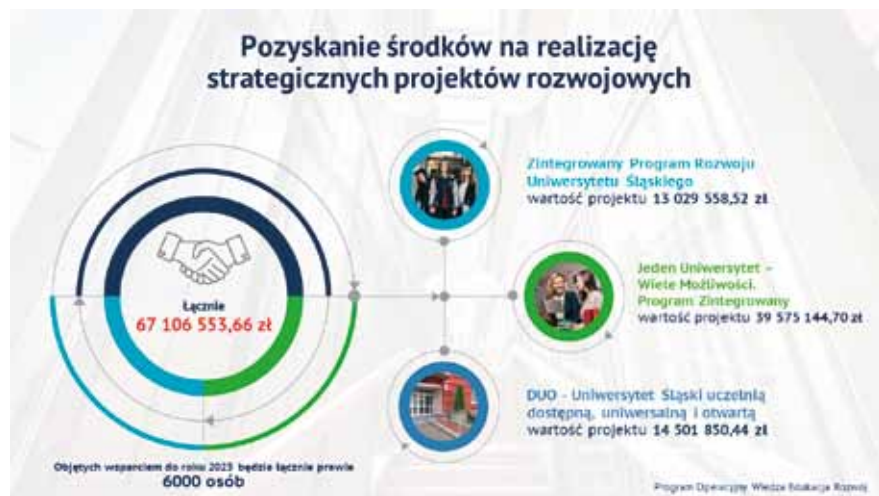 Pozyskanie środków na realizację
strategicznych projektów rozwojowych
Zintegrowany Program Rozwoju
Uniwersytetu Śląskiego
wartość projektu 13 029 558,52 zł
Jeden Uniwersytet –
Wiele Możliwości.
Program Zintegrowany
wartość projektu 39 575 144,70 zł
Łącznie
67 106 553,66 zł
DUO - Uniwersytet Śląski uczelnią
dostępną, uniwersalną i otwartą
wartość projektu 14 501 850,44 zł
Objętych wsparciem do roku 2023 będzie łącznie prawie
6000 osób
Program Operacyjny Wiedza Edukacja Rozwój